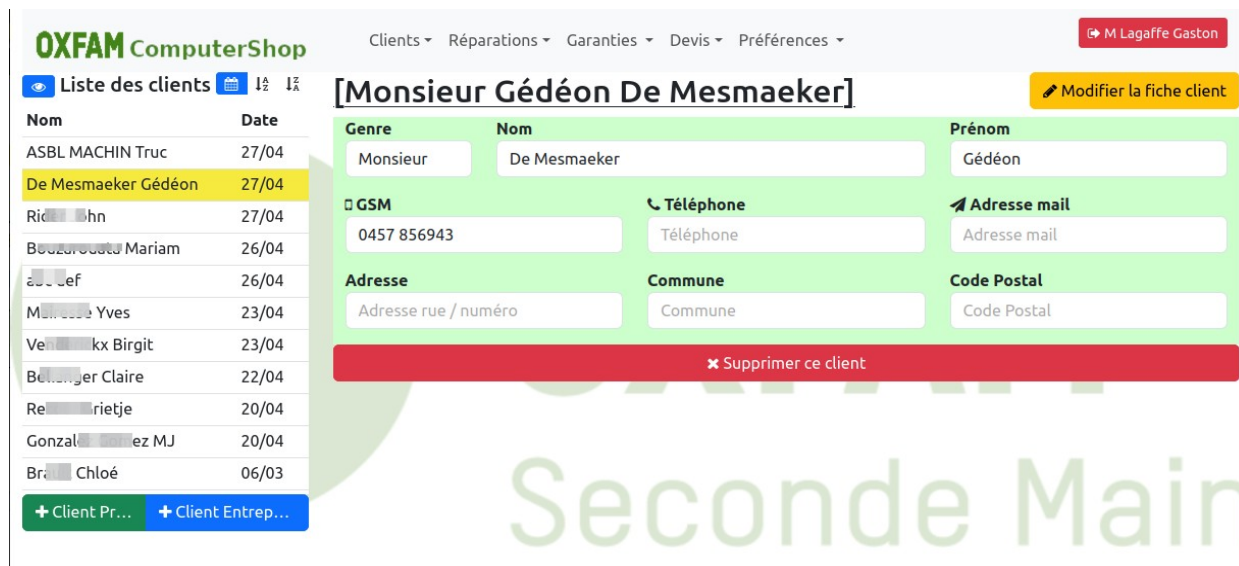 OXFAM ComputerShop
Clients Réparations Garanties Devis Préférences
M Lagaffe Gaston
Liste des clients
[Monsieur Gédéon De Mesmaeker]
Modifier la fiche client
Nom Date
ASBL MACHIN Truc 27/04
De Mesmaeker Gédéon 27/04
27/04
Mariam 26/04
26/04
Yves 23/04
Birgit 23/04
Claire 22/04
20/04
MJ 20/04
Chloé 06/03
+ Client Pr... + Client Entrep...
Genre Nom Prénom
Monsieur De Mesmaeker Gédéon
GSM Téléphone Adresse mail
0457 856943 Téléphone Adresse mail
Adresse Commune Code Postal
Adresse rue / numéro Commune Code Postal
Supprimer ce client
Seconde Main